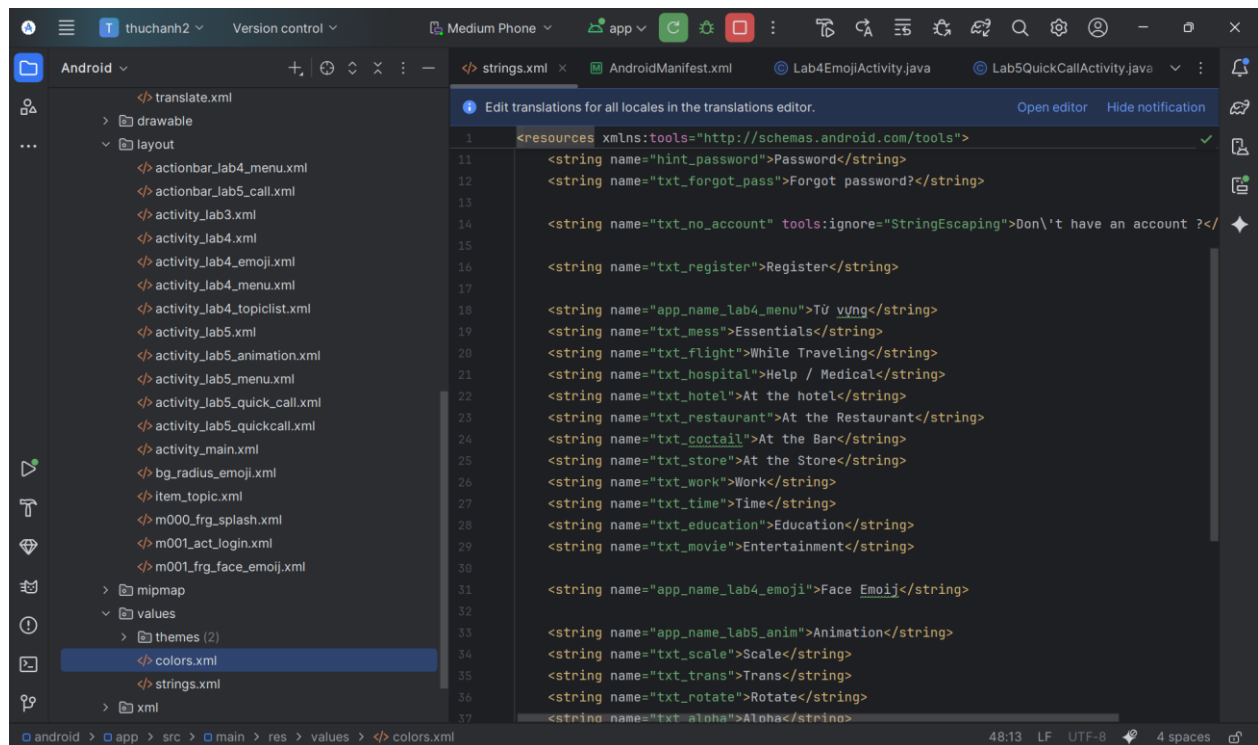 T thuchanh2 Version control Medium Phone app
Android
strings.xml AndroidManifest.xml Lab4EmojiActivity.java Lab5QuickCallActivity.java
Edit translations for all locales in the translations editor. Open editor Hide notification
translate.xml
drawable
layout
actionbar_lab4_menu.xml
actionbar_lab5_call.xml
activity_lab3.xml
activity_lab4.xml
activity_lab4_emoji.xml
activity_lab4_menu.xml
activity_lab4_topiclist.xml
activity_lab5.xml
activity_lab5_animation.xml
activity_lab5_menu.xml
activity_lab5_quick_call.xml
activity_lab5_quickcall.xml
activity_main.xml
bg_radius_emoji.xml
item_topic.xml
m000_frg_splash.xml
m001_act_login.xml
m001_frg_face_emoij.xml
mipmap
values
themes (2)
colors.xml
strings.xml
xml
1 <resources xmlns:tools="http://schemas.android.com/tools">
11 <string name="hint_password">Password</string>
12 <string name="txt_forgot_pass">Forgot password?</string>
13
14 <string name="txt_no_account" tools:ignore="StringEscaping">Don\'t have an account ?</
15
16 <string name="txt_register">Register</string>
17
18 <string name="app_name_lab4_menu">Từ vựng</string>
19 <string name="txt_mess">Essentials</string>
20 <string name="txt_flight">While Traveling</string>
21 <string name="txt_hospital">Help / Medical</string>
22 <string name="txt_hotel">At the hotel</string>
23 <string name="txt_restaurant">At the Restaurant</string>
24 <string name="txt_coctail">At the Bar</string>
25 <string name="txt_store">At the Store</string>
26 <string name="txt_work">Work</string>
27 <string name="txt_time">Time</string>
28 <string name="txt_education">Education</string>
29 <string name="txt_movie">Entertainment</string>
30
31 <string name="app_name_lab4_emoji">Face Emoij</string>
32
33 <string name="app_name_lab5_anim">Animation</string>
34 <string name="txt_scale">Scale</string>
35 <string name="txt_trans">Trans</string>
36 <string name="txt_rotate">Rotate</string>
37 <string name="txt_alpha">Alpha</string>
android > app > src > main > res > values > colors.xml 48:13 LF UTF-8 4 spaces